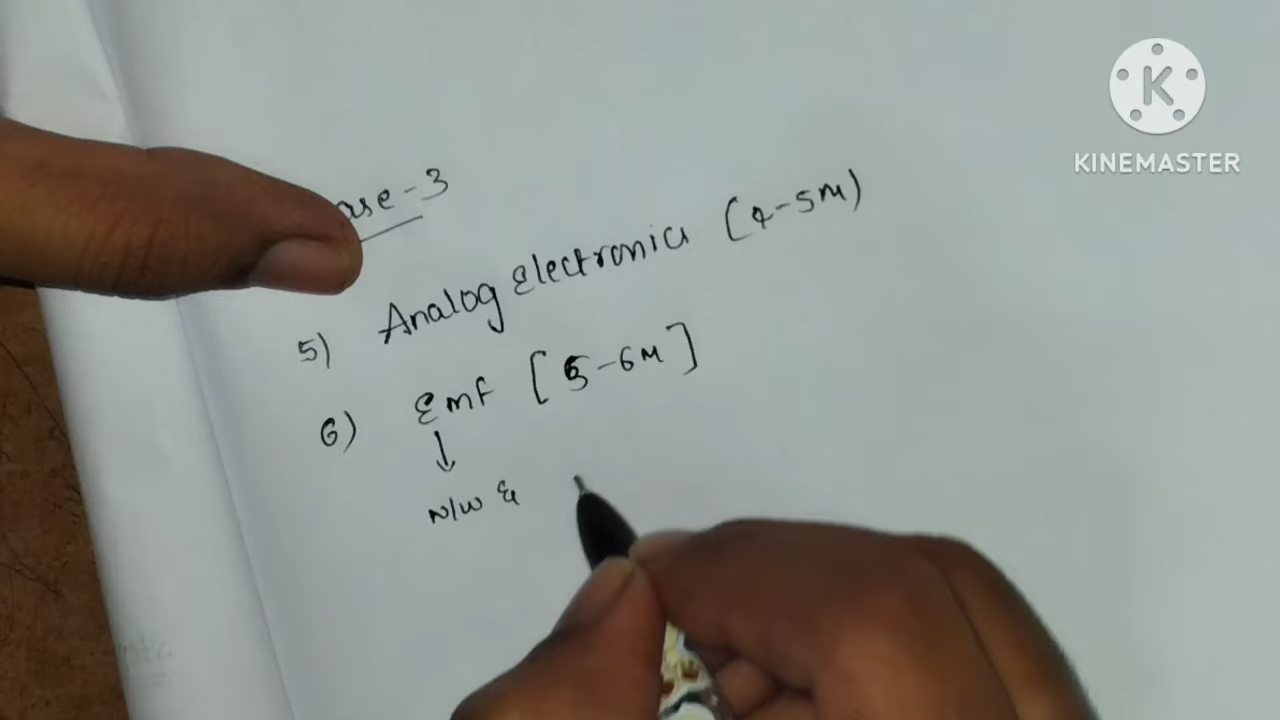 ase-3
5) Analog Electronics (4-5M)
6) Emf [5-6M]
↓
N/W &
KINEMASTER